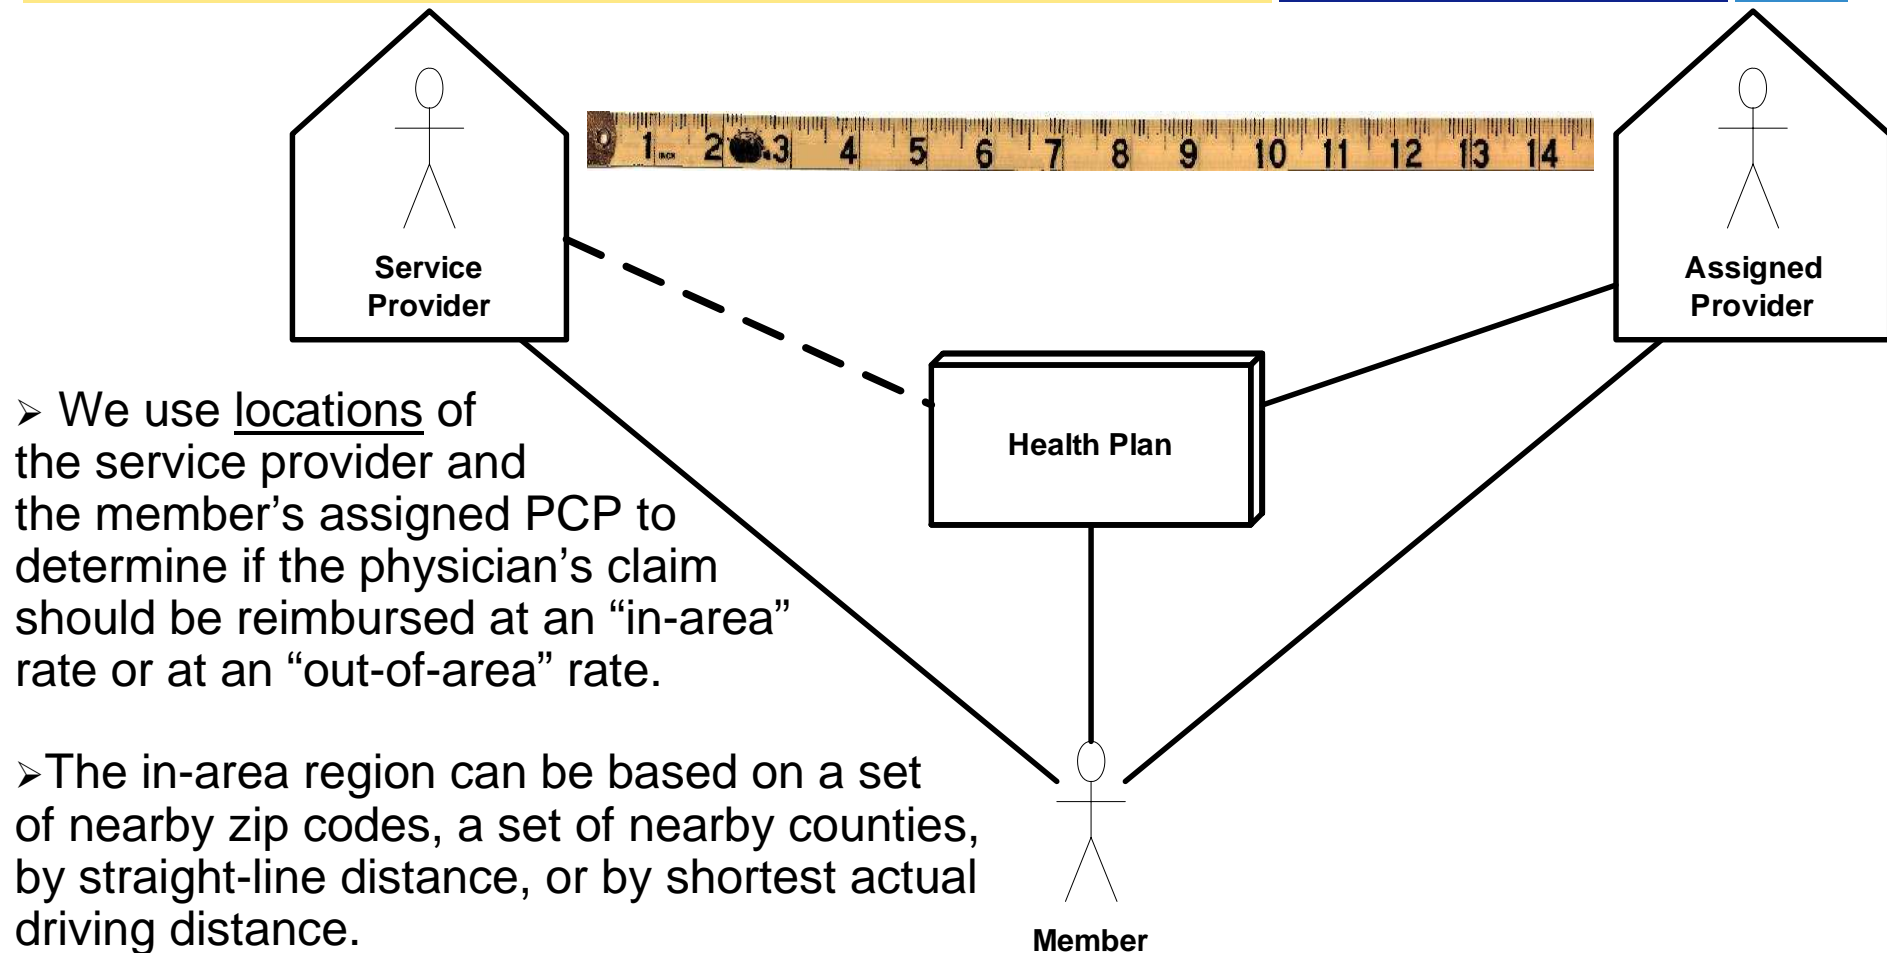 1 INCH 2 3 4 5 6 7 8 9 10 11 12 13 14
Service
Provider
Assigned
Provider
Health Plan
➢ We use locations of
the service provider and
the member’s assigned PCP to
determine if the physician’s claim
should be reimbursed at an “in-area”
rate or at an “out-of-area” rate.
➢The in-area region can be based on a set
of nearby zip codes, a set of nearby counties,
by straight-line distance, or by shortest actual
driving distance.
Member